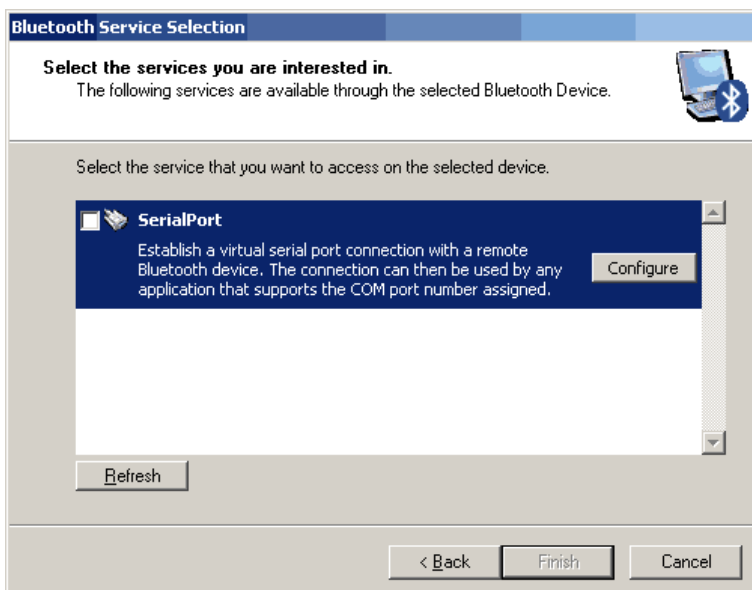 Bluetooth Service Selection
Select the services you are interested in.
The following services are available through the selected Bluetooth Device.
Select the service that you want to access on the selected device.
SerialPort
Establish a virtual serial port connection with a remote
Bluetooth device. The connection can then be used by any
application that supports the COM port number assigned.
Configure
Refresh
< Back
Finish
Cancel